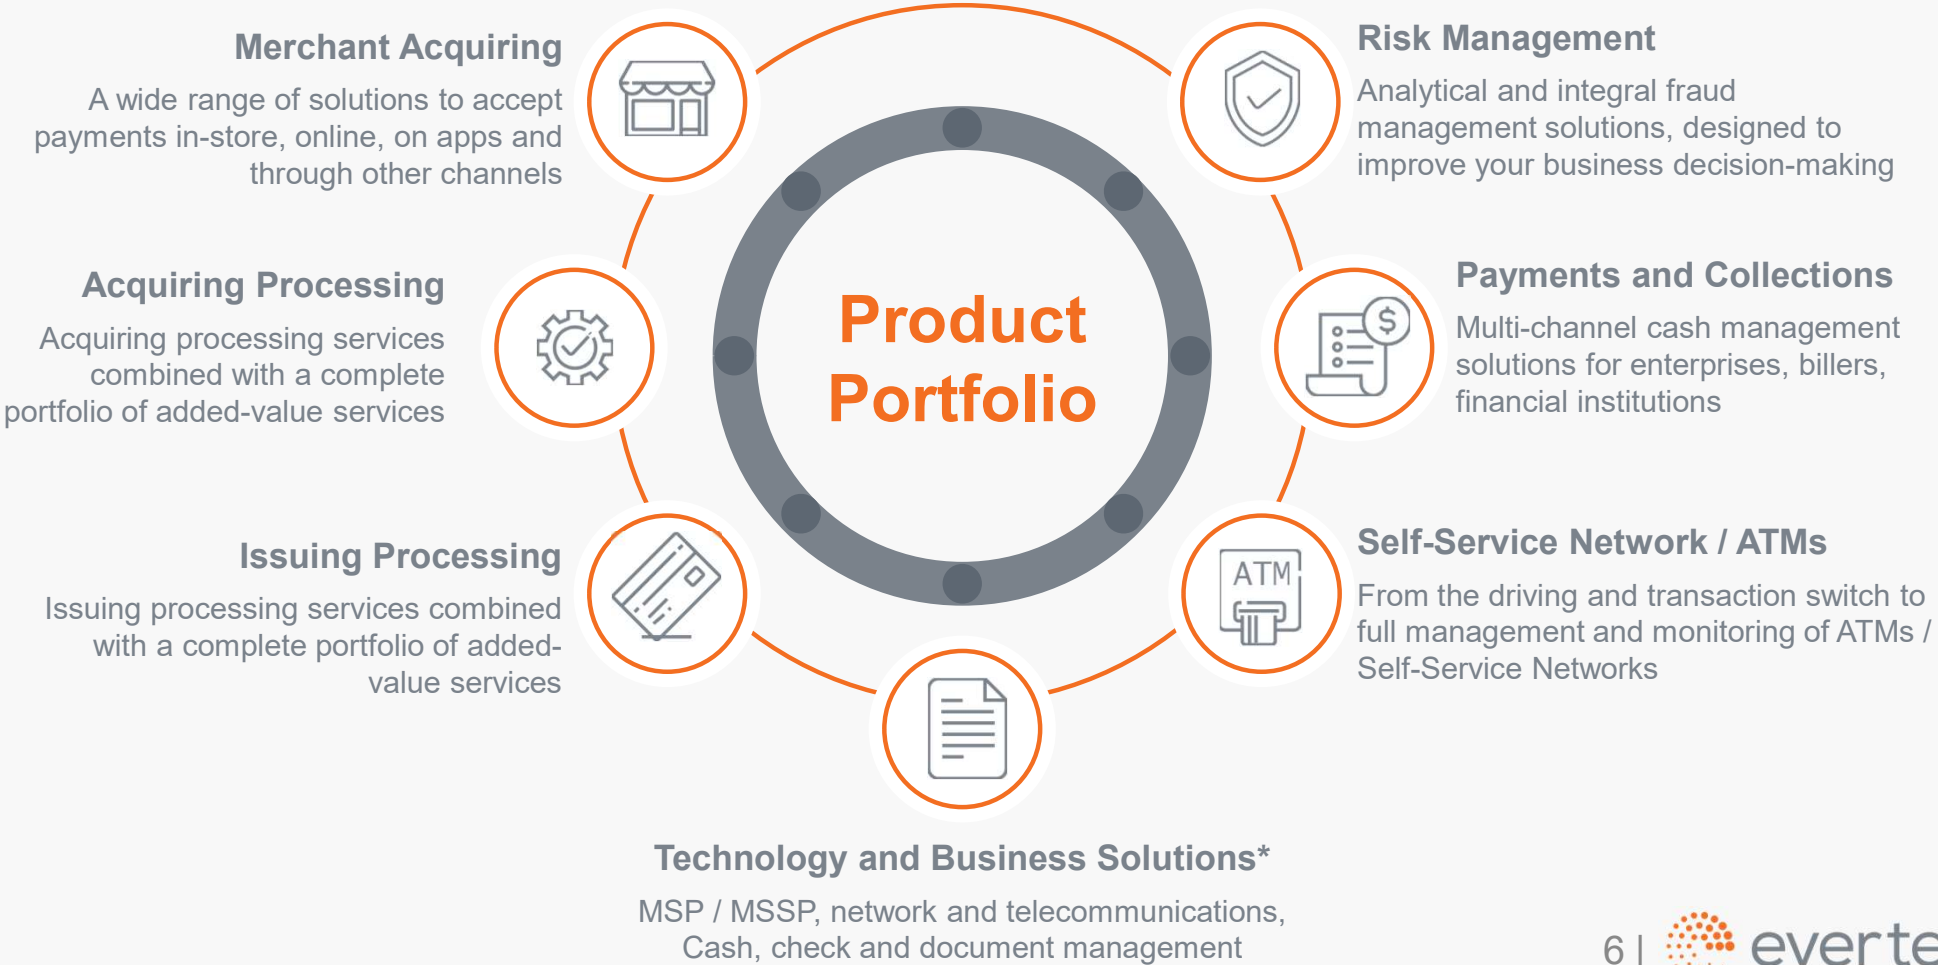 Merchant Acquiring
A wide range of solutions to accept
payments in-store, online, on apps and
through other channels
Acquiring Processing
Acquiring processing services
combined with a complete
portfolio of added-value services
Issuing Processing
Issuing processing services combined
with a complete portfolio of added-
value services
Product
Portfolio
Risk Management
Analytical and integral fraud
management solutions, designed to
improve your business decision-making
Payments and Collections
Multi-channel cash management
solutions for enterprises, billers,
financial institutions
$
Self-Service Network / ATMs
From the driving and transaction switch to
full management and monitoring of ATMs /
Self-Service Networks
ATM
Technology and Business Solutions*
MSP / MSSP, network and telecommunications,
Cash, check and document management
6 |
everte